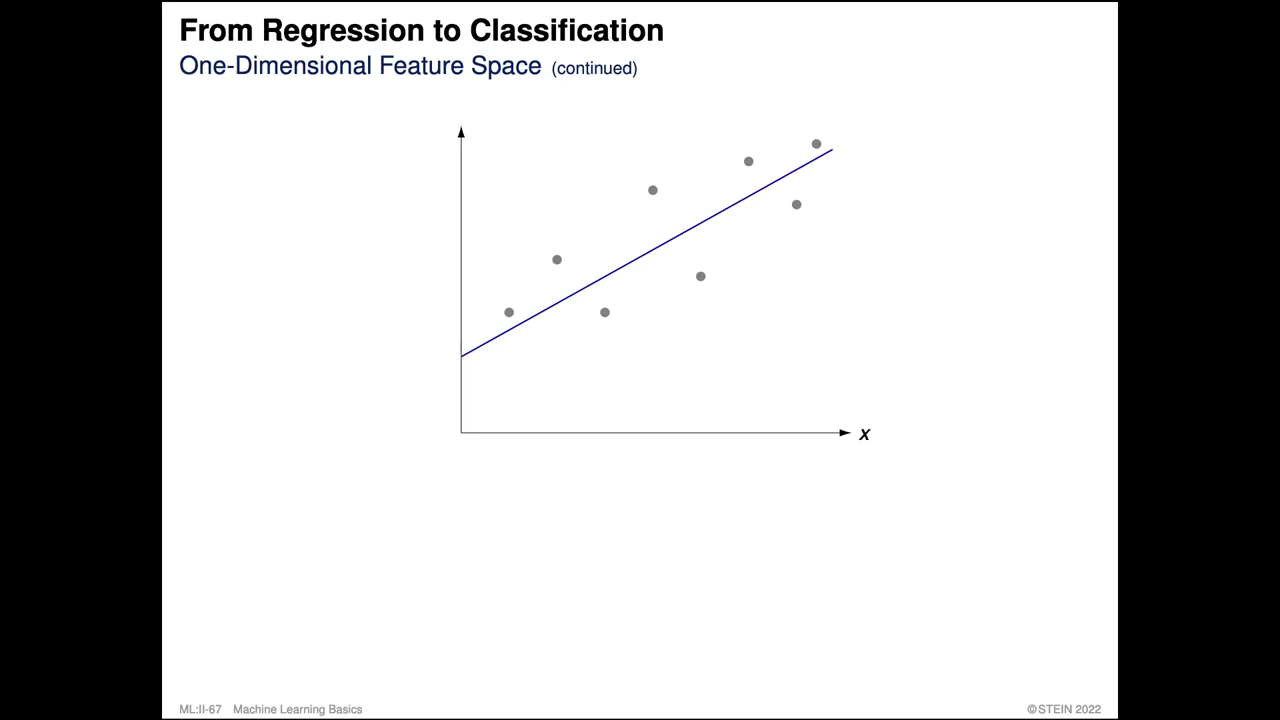 From Regression to Classification
One-Dimensional Feature Space (continued)
x
ML:II-67 Machine Learning Basics
©STEIN 2022